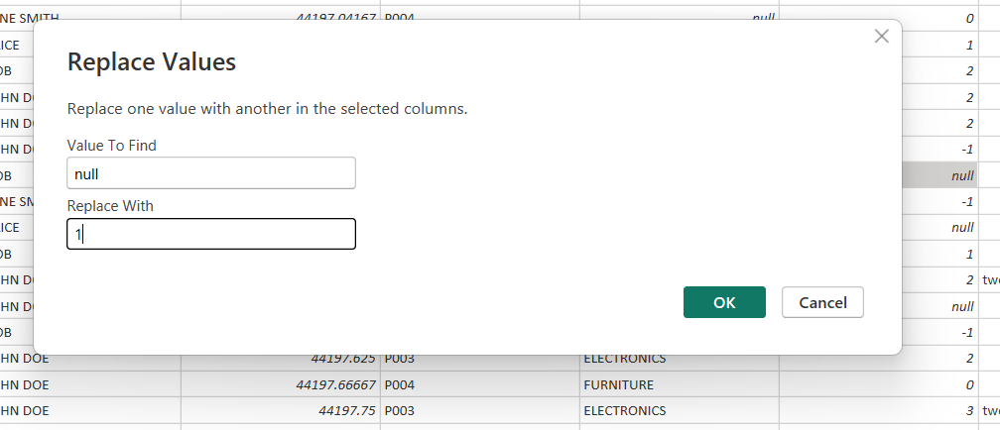 NE SMITH 44197.04167 P004 null 0
ICE 1
OB 2
HN D 2
HN D 2
HN D -1
OB null
NE SM -1
ICE null
OB 1
HN D 2 two
HN D null
OB -1
Replace Values
Replace one value with another in the selected columns.
Value To Find
null
Replace With
1
OK Cancel
HN DOE 44197.625 P003 ELECTRONICS 2
HN DOE 44197.66667 P004 FURNITURE 0
HN DOE 44197.75 P003 ELECTRONICS 3 two